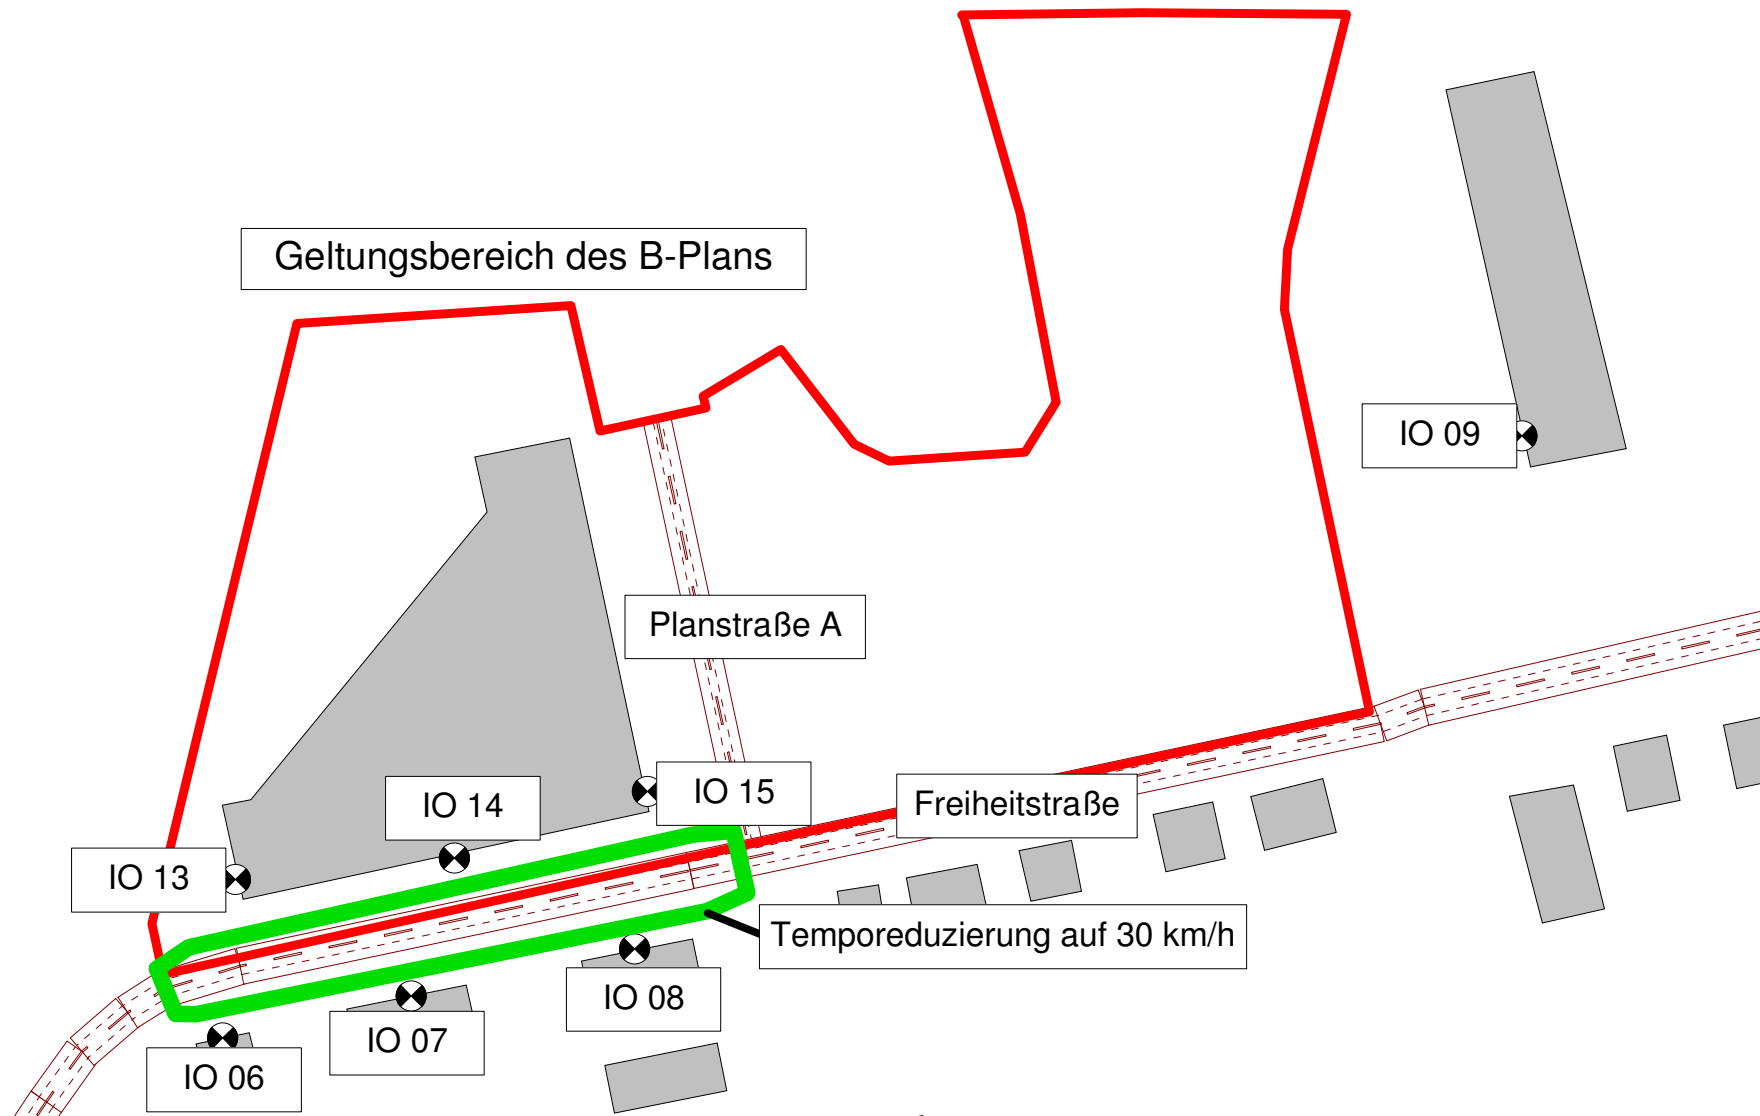 Geltungsbereich des B-Plans
IO 09
Planstraße A
IO 14
IO 15
Freiheitstraße
IO 13
Temporeduzierung auf 30 km/h
IO 08
IO 07
IO 06